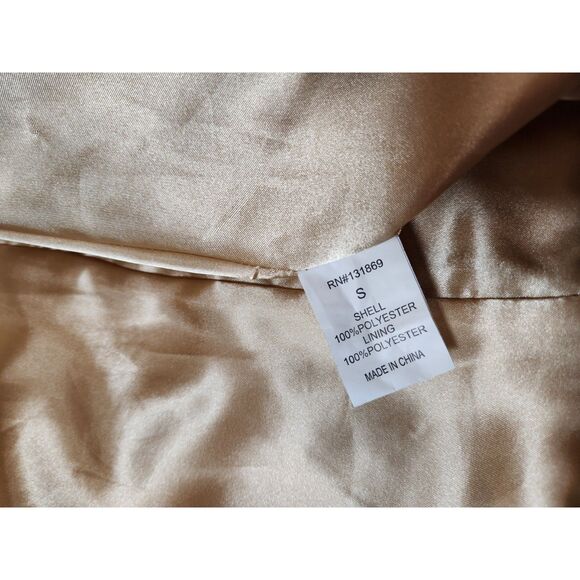 RN#131869
S
SHELL
100%POLYESTER
LINING
100%POLYESTER
MADE IN CHINA